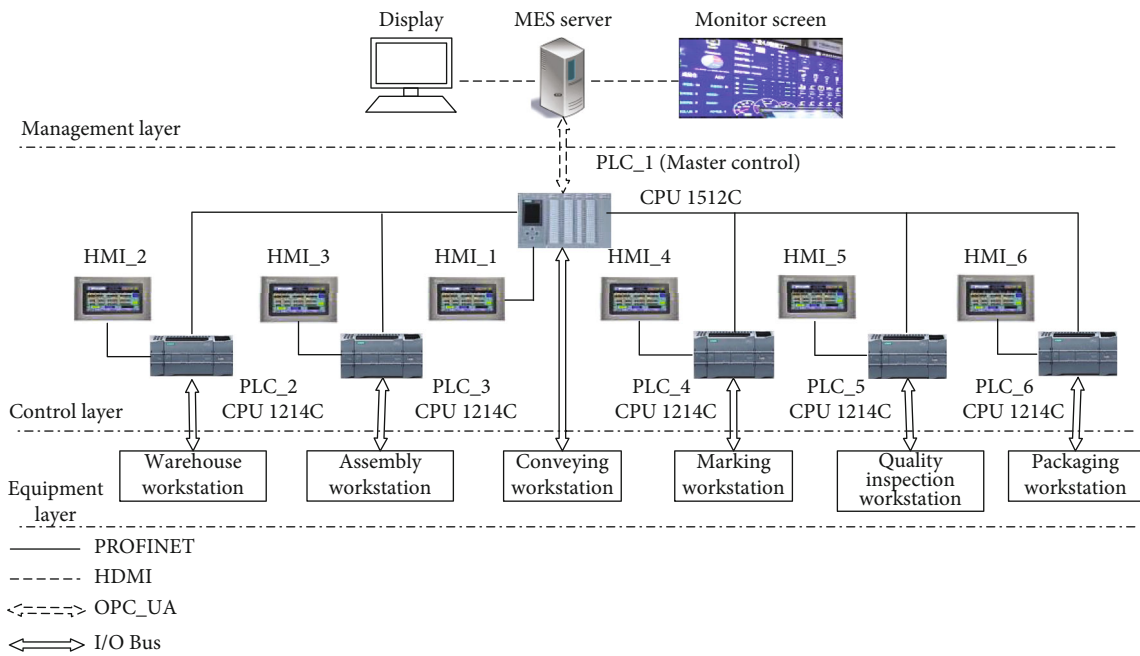 Display
MES server
Monitor screen
Management layer
PLC_1 (Master control)
CPU 1512C
HMI_2
HMI_3
HMI_1
HMI_4
HMI_5
HMI_6
PLC_2
CPU 1214C
PLC_3
CPU 1214C
PLC_4
CPU 1214C
PLC_5
CPU 1214C
PLC_6
CPU 1214C
Control layer
Warehouse
workstation
Assembly
workstation
Conveying
workstation
Marking
workstation
Quality
inspection
workstation
Packaging
workstation
Equipment
layer
PROFINET
HDMI
OPC_UA
I/O Bus